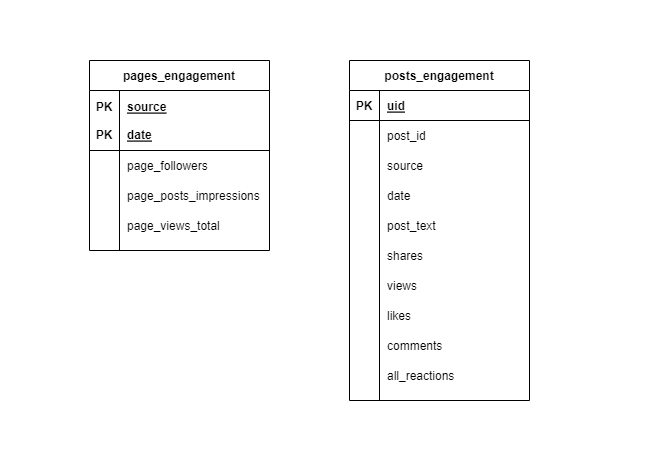 pages_engagement
PK source
PK date
page_followers
page_posts_impressions
page_views_total
posts_engagement
PK uid
post_id
source
date
post_text
shares
views
likes
comments
all_reactions